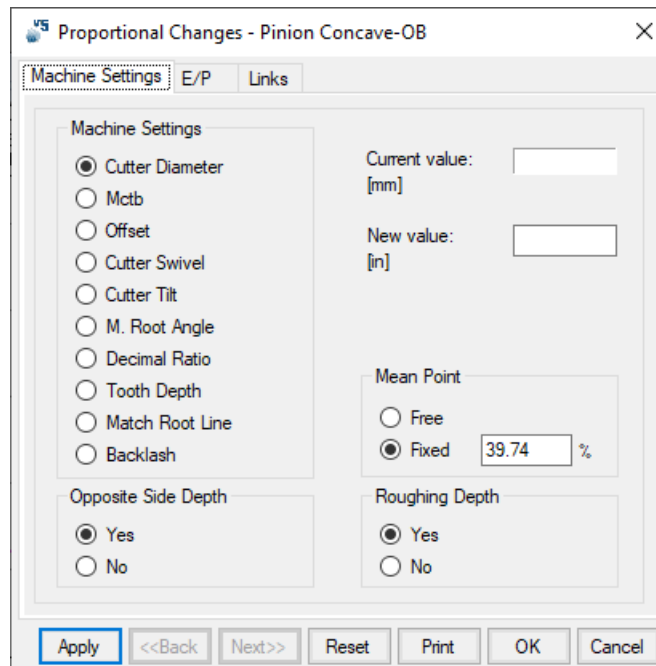 V5
Proportional Changes - Pinion Concave-OB
Machine Settings
E/P
Links
Machine Settings
Cutter Diameter
Mctb
Offset
Cutter Swivel
Cutter Tilt
M. Root Angle
Decimal Ratio
Tooth Depth
Match Root Line
Backlash
Current value:
[mm]
New value:
[in]
Mean Point
Free
Fixed 39.74 %
Opposite Side Depth
Yes
No
Roughing Depth
Yes
No
Apply <<Back Next>> Reset Print OK Cancel